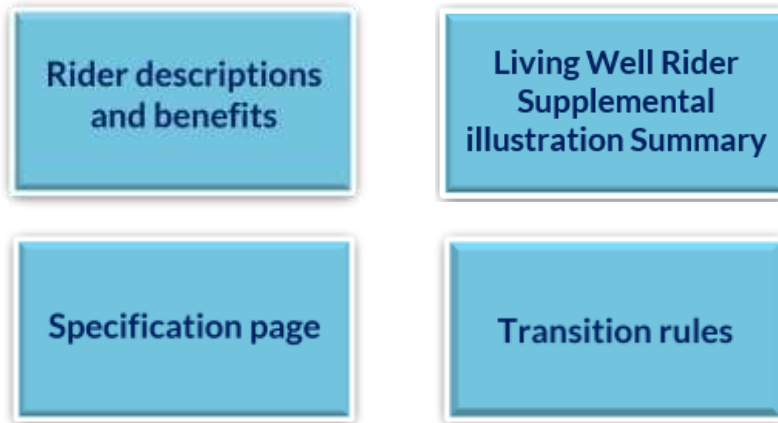 Rider descriptions
and benefits
Living Well Rider
Supplemental
illustration Summary
Specification page
Transition rules